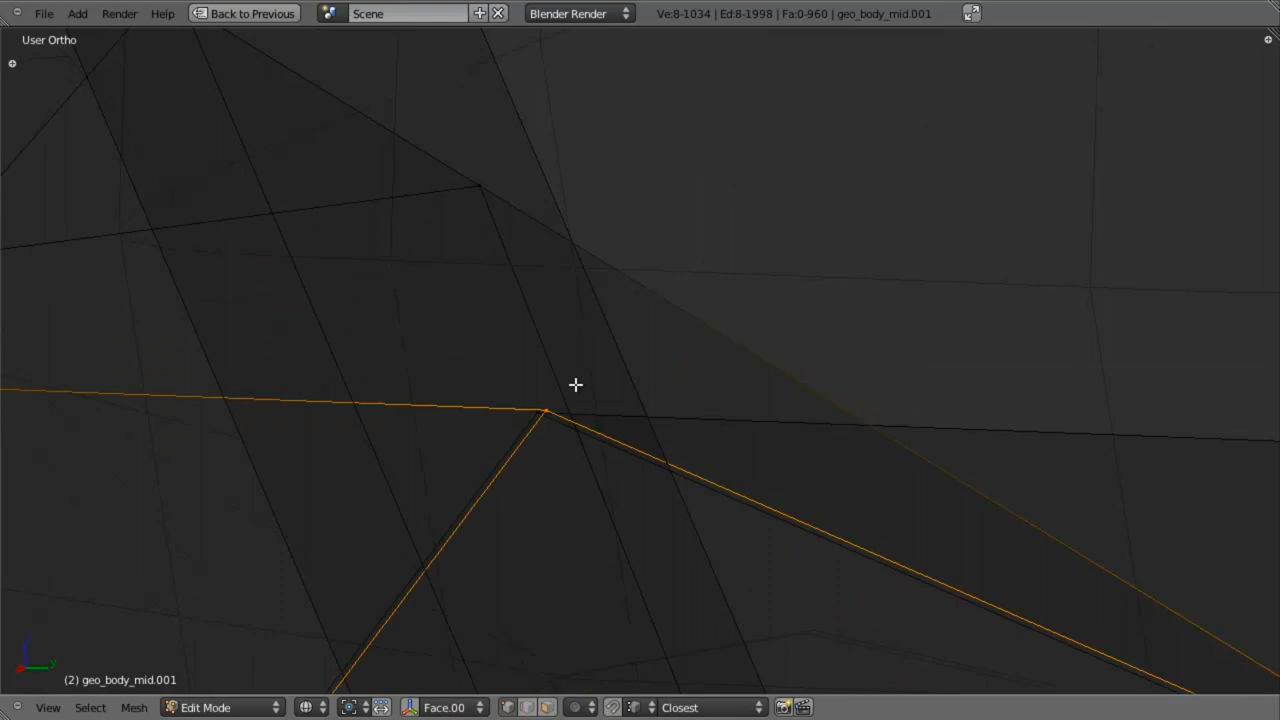 File Add Render Help Back to Previous Scene Blender Render Ve:8-1034 | Ed:8-1998 | Fa:0-960 | geo_body_mid.001
User Ortho
y
(2) geo_body_mid.001
View Select Mesh Edit Mode Face.00 Closest